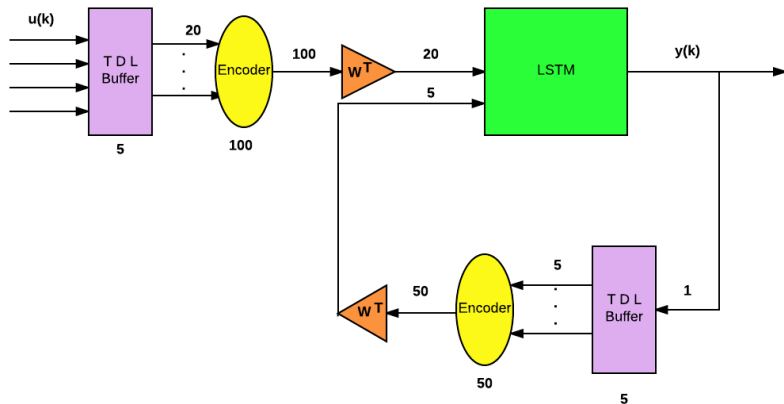 u(k)
20
T D L
Buffer
5
Encoder
100
100
W T
20
5
LSTM
y(k)
1
T D L
Buffer
5
5
Encoder
50
50
W T